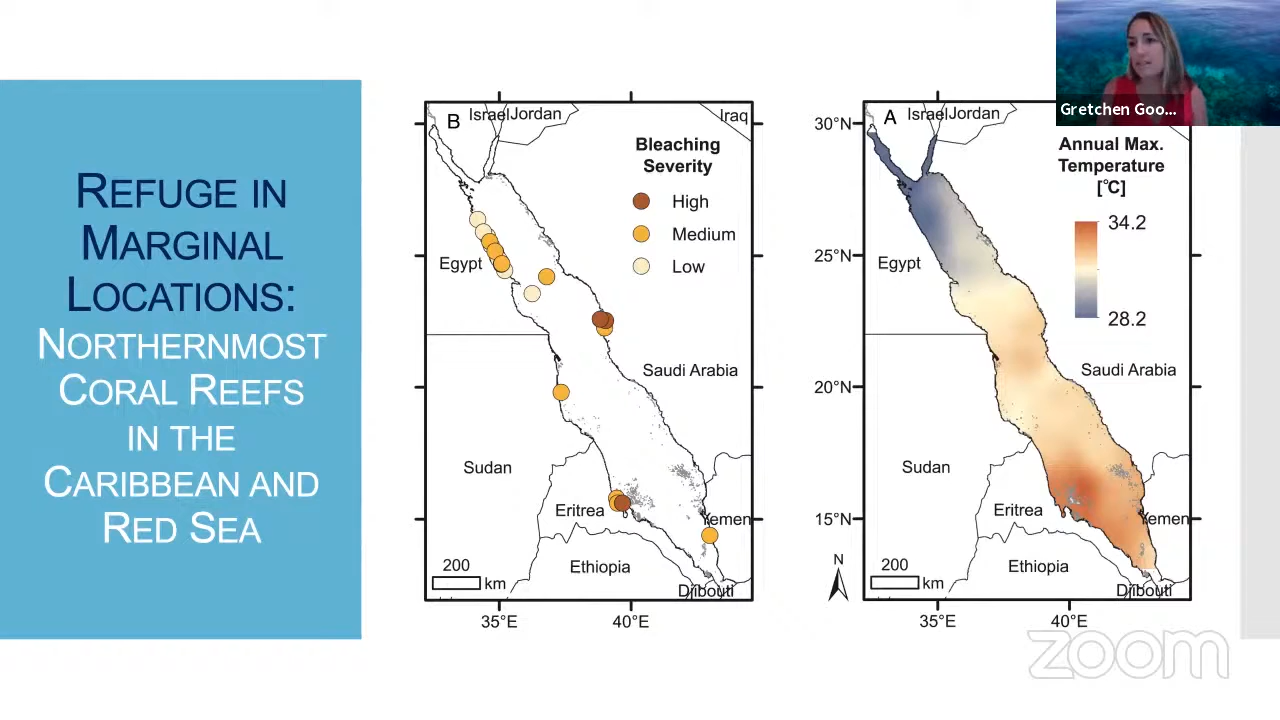 REFUGE IN
MARGINAL
LOCATIONS:
NORTHERNMOST
CORAL REEFS
IN THE
CARIBBEAN AND
RED SEA
B
Israel
Jordan
Iraq
Bleaching
Severity
High
Medium
Low
Egypt
Saudi Arabia
Sudan
Eritrea
Yemen
Ethiopia
Djibouti
200
km
35°E
40°E
30°N
25°N
20°N
15°N
N
A
Israel
Jordan
Annual Max.
Temperature
[°C]
34.2
28.2
Egypt
Saudi Arabia
Sudan
Eritrea
Yemen
Ethiopia
Djibouti
200
km
35°E
40°E
Gretchen Goo...
zoom